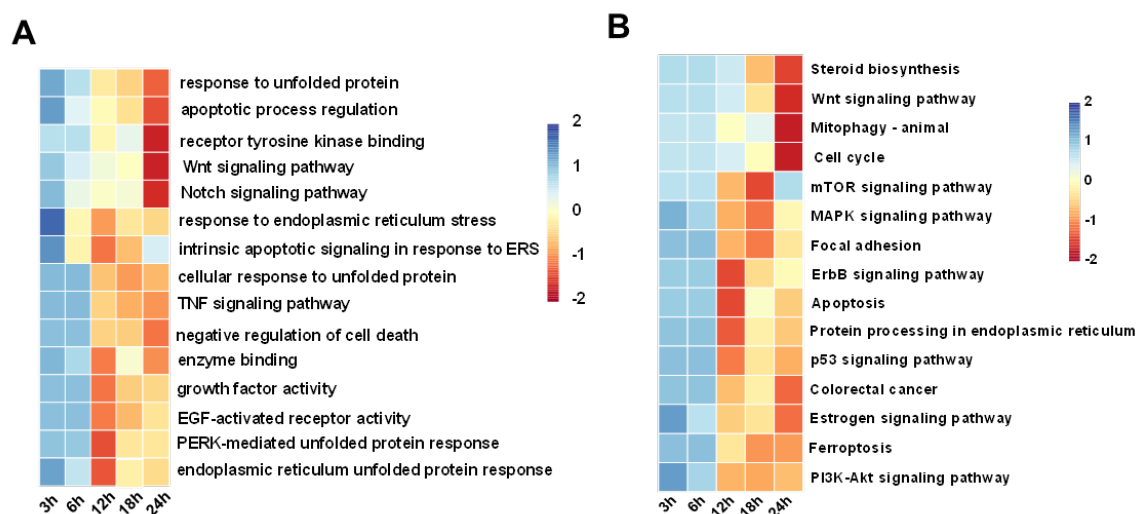 A
response to unfolded protein
apoptotic process regulation
receptor tyrosine kinase binding
Wnt signaling pathway
Notch signaling pathway
response to endoplasmic reticulum stress
intrinsic apoptotic signaling in response to ERS
cellular response to unfolded protein
TNF signaling pathway
negative regulation of cell death
enzyme binding
growth factor activity
EGF-activated receptor activity
PERK-mediated unfolded protein response
endoplasmic reticulum unfolded protein response
3h 6h 12h 18h 24h
2
1
0
-1
-2
B
Steroid biosynthesis
Wnt signaling pathway
Mitophagy - animal
Cell cycle
mTOR signaling pathway
MAPK signaling pathway
Focal adhesion
ErbB signaling pathway
Apoptosis
Protein processing in endoplasmic reticulum
p53 signaling pathway
Colorectal cancer
Estrogen signaling pathway
Ferroptosis
PI3K-Akt signaling pathway
3h 6h 12h 18h 24h
2
1
0
-1
-2